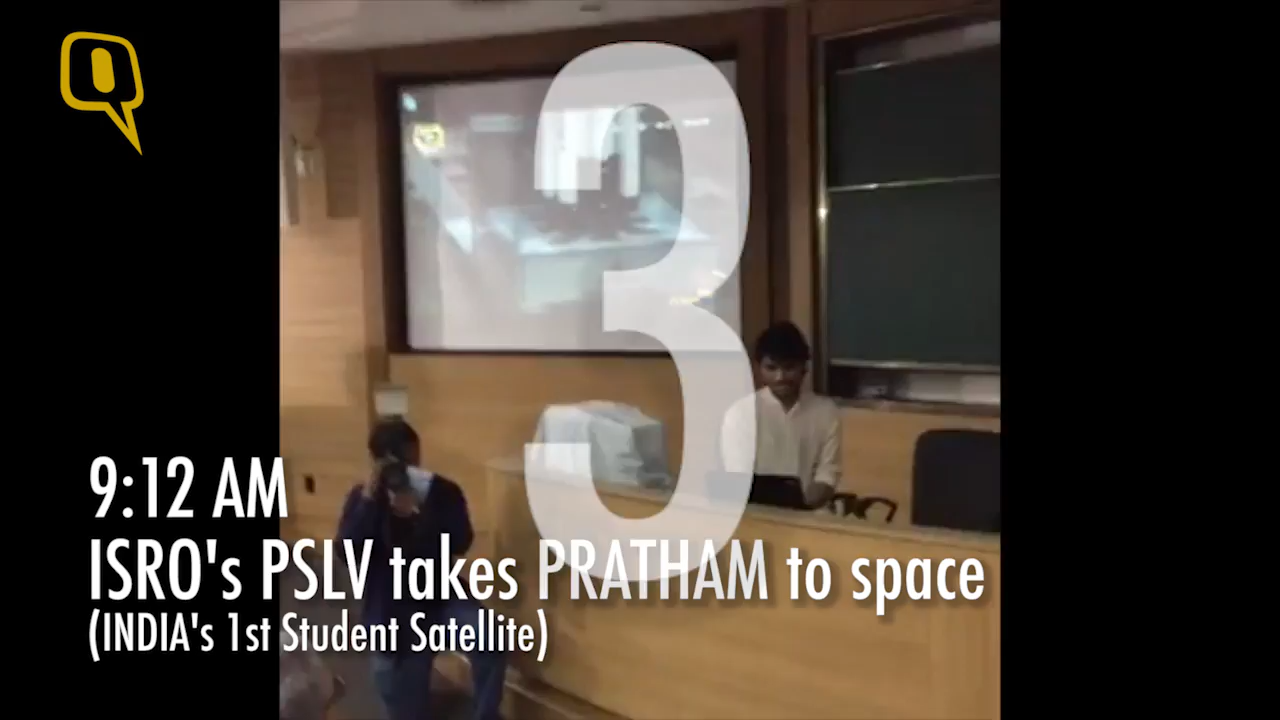 3
9:12 AM
ISRO's PSLV takes PRATHAM to space
(INDIA's 1st Student Satellite)